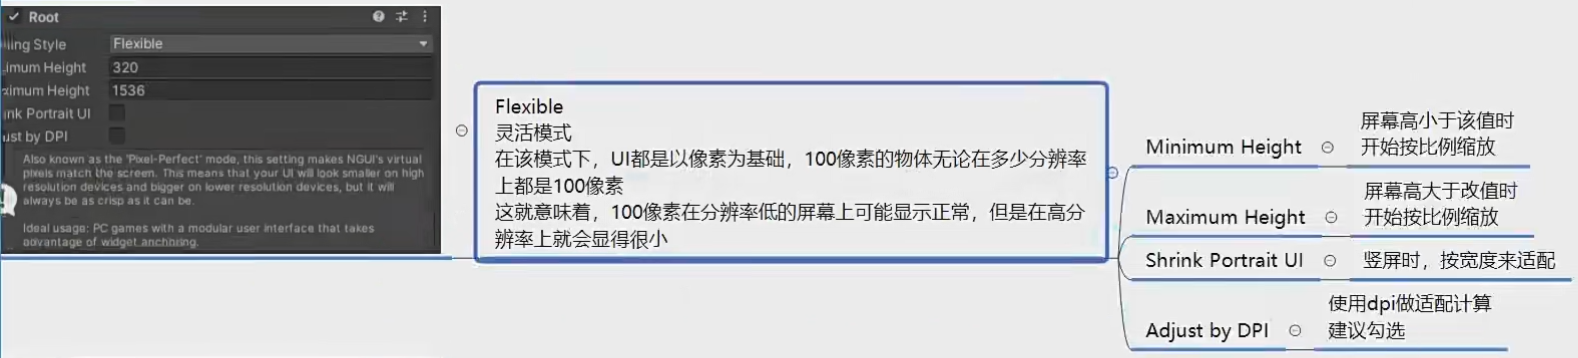 Root
ling Style
Flexible
imum Height
320
ximum Height
1536
ink Portrait UI
ust by DPI
Also known as the 'Pixel-Perfect' mode, this setting makes NGUI's virtual
pixels match the screen. This means that your UI will look smaller on high
resolution devices and bigger on lower resolution devices, but it will
always be as crisp as it can be.
Ideal usage: PC games with a modular user interface that takes
advantage of widget anchoring.
Flexible
灵活模式
在该模式下，UI都是以像素为基础，100像素的物体无论在多少分辨率
上都是100像素
这就意味着，100像素在分辨率低的屏幕上可能显示正常，但是在高分
辨率上就会显得很小
Minimum Height
屏幕高小于该值时
开始按比例缩放
Maximum Height
屏幕高大于改值时
开始按比例缩放
Shrink Portrait UI
竖屏时，按宽度来适配
Adjust by DPI
使用dpi做适配计算
建议勾选